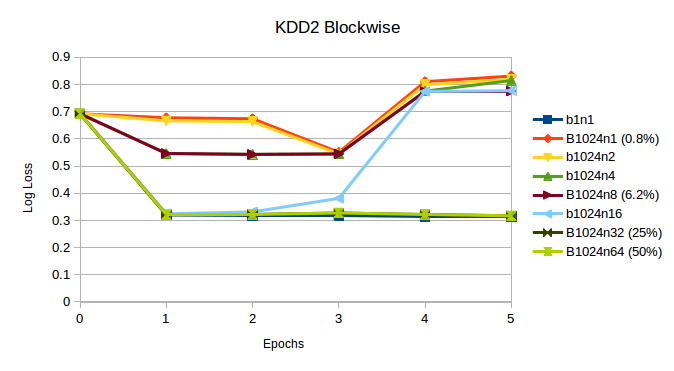 KDD2 Blockwise
0.9
0.8
0.7
0.6
0.5
0.4
0.3
0.2
0.1
0
Log Loss
0 1 2 3 4 5
Epochs
b1n1
B1024n1 (0.8%)
b1024n2
b1024n4
B1024n8 (6.2%)
b1024n16
B1024n32 (25%)
B1024n64 (50%)